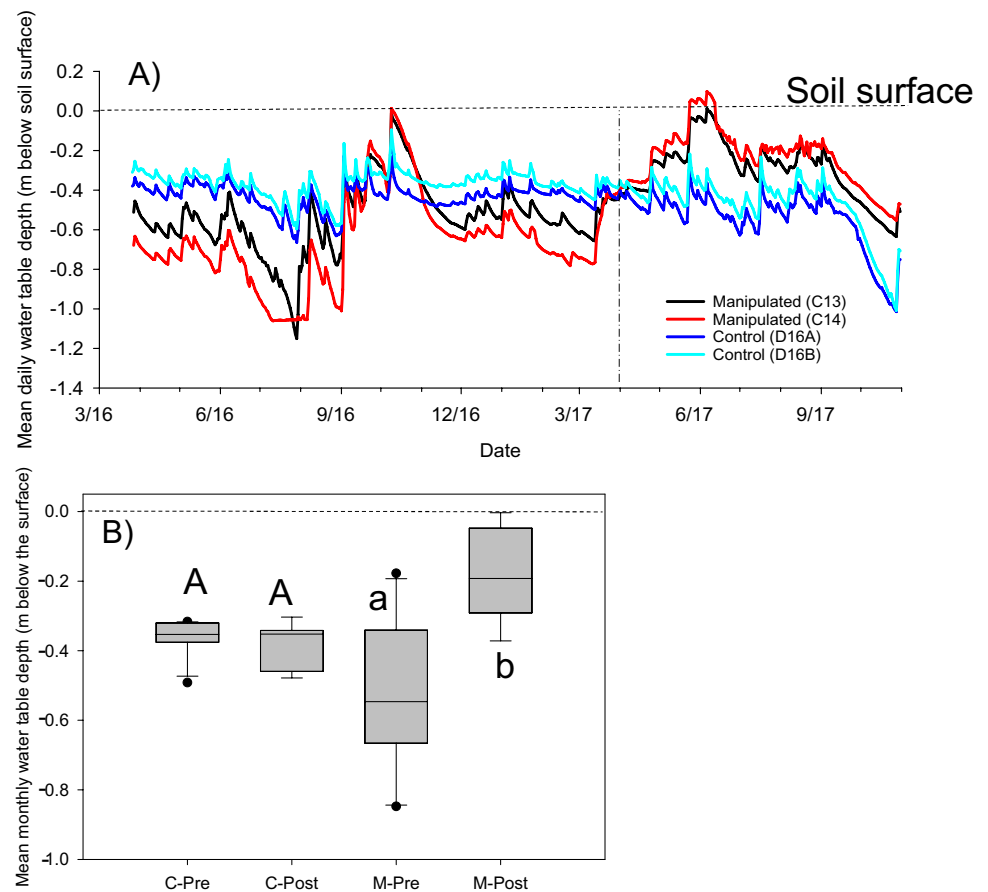 A)
Soil surface
Mean daily water table depth (m below soil surface)
0.2
0.0
-0.2
-0.4
-0.6
-0.8
-1.0
-1.2
-1.4
Manipulated (C13)
Manipulated (C14)
Control (D16A)
Control (D16B)
3/16 6/16 9/16 12/16 3/17 6/17 9/17
Date
B)
Mean monthly water table depth (m below the surface)
0.0
-0.2
-0.4
-0.6
-0.8
-1.0
A A a
b
C-Pre C-Post M-Pre M-Post